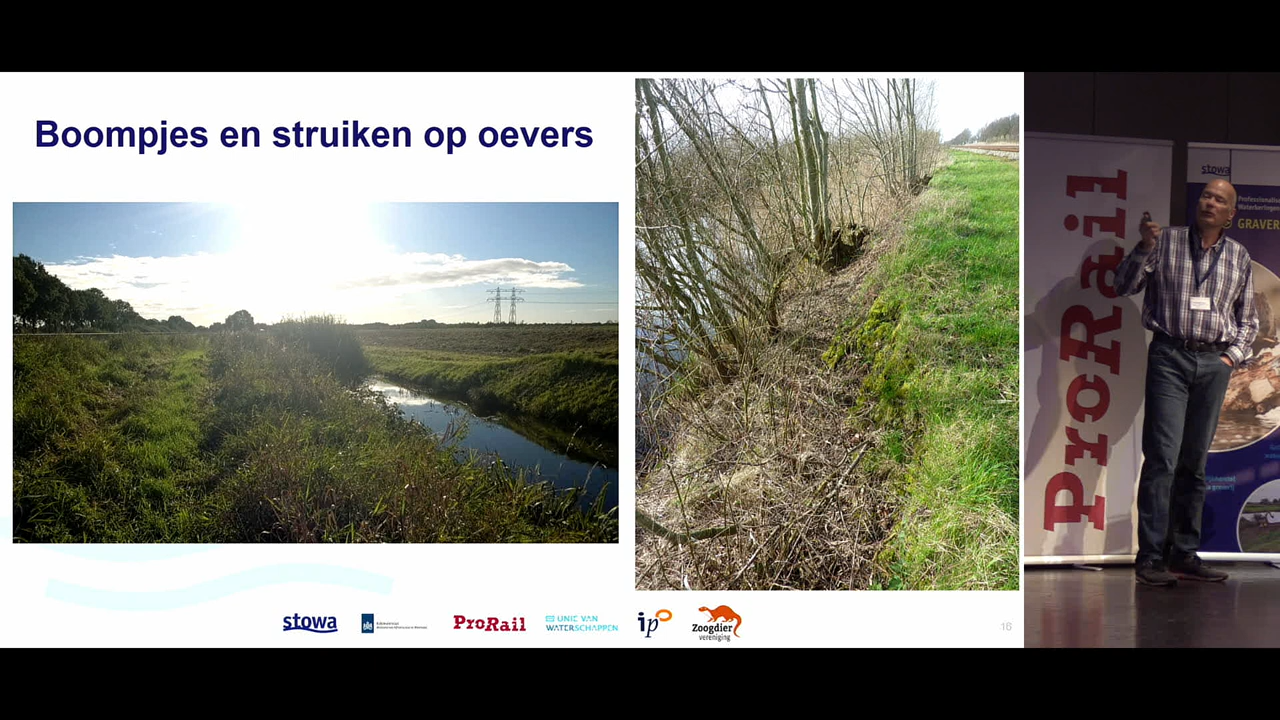 Boompjes en struiken op oevers
stowa
ProRail
UNIE VAN
WATERSCHAPPEN
ip
Zoogdier
vereniging
16
ProRail
stowa
GRAVER